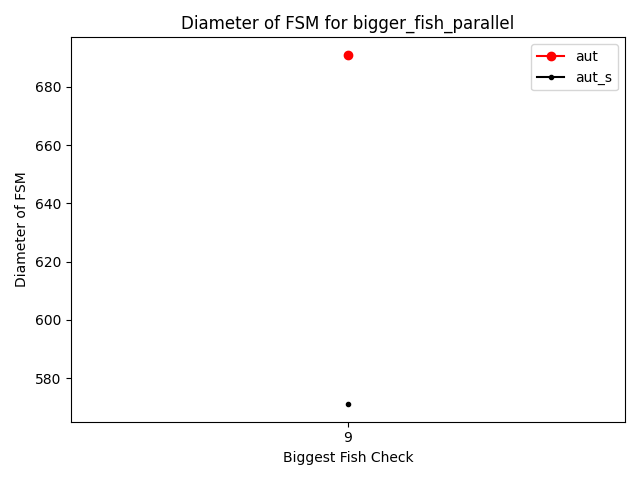 Diameter of FSM for bigger_fish_parallel
aut
aut_s
680
660
640
620
600
580
Diameter of FSM
9
Biggest Fish Check